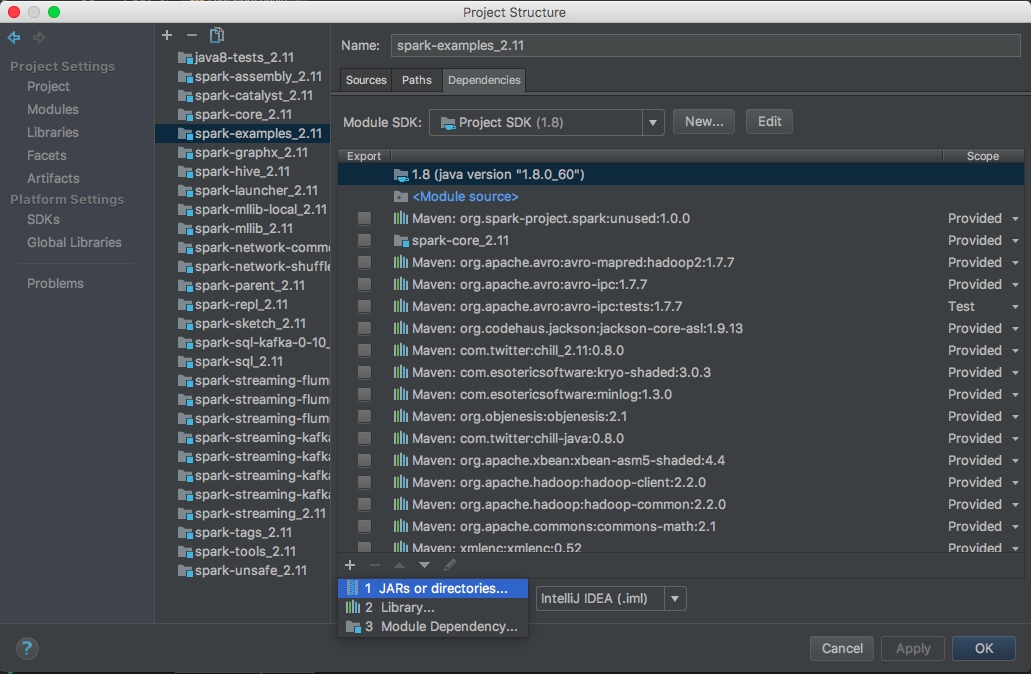 Project Structure
Project Settings
Project
Modules
Libraries
Facets
Artifacts
Platform Settings
SDKs
Global Libraries
Problems
java8-tests_2.11
spark-assembly_2.11
spark-catalyst_2.11
spark-core_2.11
spark-examples_2.11
spark-graphx_2.11
spark-hive_2.11
spark-launcher_2.11
spark-mllib-local_2.11
spark-mllib_2.11
spark-network-comm
spark-network-shuffle
spark-parent_2.11
spark-repl_2.11
spark-sketch_2.11
spark-sql-kafka-0-10_
spark-sql_2.11
spark-streaming-flum
spark-streaming-flum
spark-streaming-flum
spark-streaming-kafka
spark-streaming-kafka
spark-streaming-kafka
spark-streaming-kafka
spark-streaming_2.11
spark-tags_2.11
spark-tools_2.11
spark-unsafe_2.11
Name: spark-examples_2.11
Sources Paths Dependencies
Module SDK: Project SDK (1.8) New... Edit
Export Scope
1.8 (java version "1.8.0_60")
<Module source>
Maven: org.spark-project.spark:unused:1.0.0 Provided
spark-core_2.11 Provided
Maven: org.apache.avro:avro-mapred:hadoop2:1.7.7 Provided
Maven: org.apache.avro:avro-ipc:1.7.7 Provided
Maven: org.apache.avro:avro-ipc:tests:1.7.7 Test
Maven: org.codehaus.jackson:jackson-core-asl:1.9.13 Provided
Maven: com.twitter:chill_2.11:0.8.0 Provided
Maven: com.esotericsoftware:kryo-shaded:3.0.3 Provided
Maven: com.esotericsoftware:minlog:1.3.0 Provided
Maven: org.objenesis:objenesis:2.1 Provided
Maven: com.twitter:chill-java:0.8.0 Provided
Maven: org.apache.xbean:xbean-asm5-shaded:4.4 Provided
Maven: org.apache.hadoop:hadoop-client:2.2.0 Provided
Maven: org.apache.hadoop:hadoop-common:2.2.0 Provided
Maven: org.apache.commons:commons-math:2.1 Provided
Maven: xmlenc:xmlenc:0.52 Provided
1 JARs or directories...
2 Library...
3 Module Dependency...
IntelliJ IDEA (.iml)
?
Cancel Apply OK